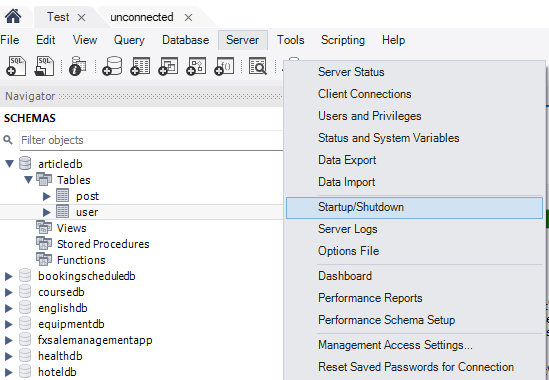 Test × unconnected ×
File Edit View Query Database Server Tools Scripting Help
SQL SQL
Navigator
SCHEMAS
Filter objects
articledb
Tables
post
user
Views
Stored Procedures
Functions
bookingscheduledb
coursedb
englishdb
equipmentdb
fxsalemanagementapp
healthdb
hoteldb
Server Status
Client Connections
Users and Privileges
Status and System Variables
Data Export
Data Import
Startup/Shutdown
Server Logs
Options File
Dashboard
Performance Reports
Performance Schema Setup
Management Access Settings...
Reset Saved Passwords for Connection